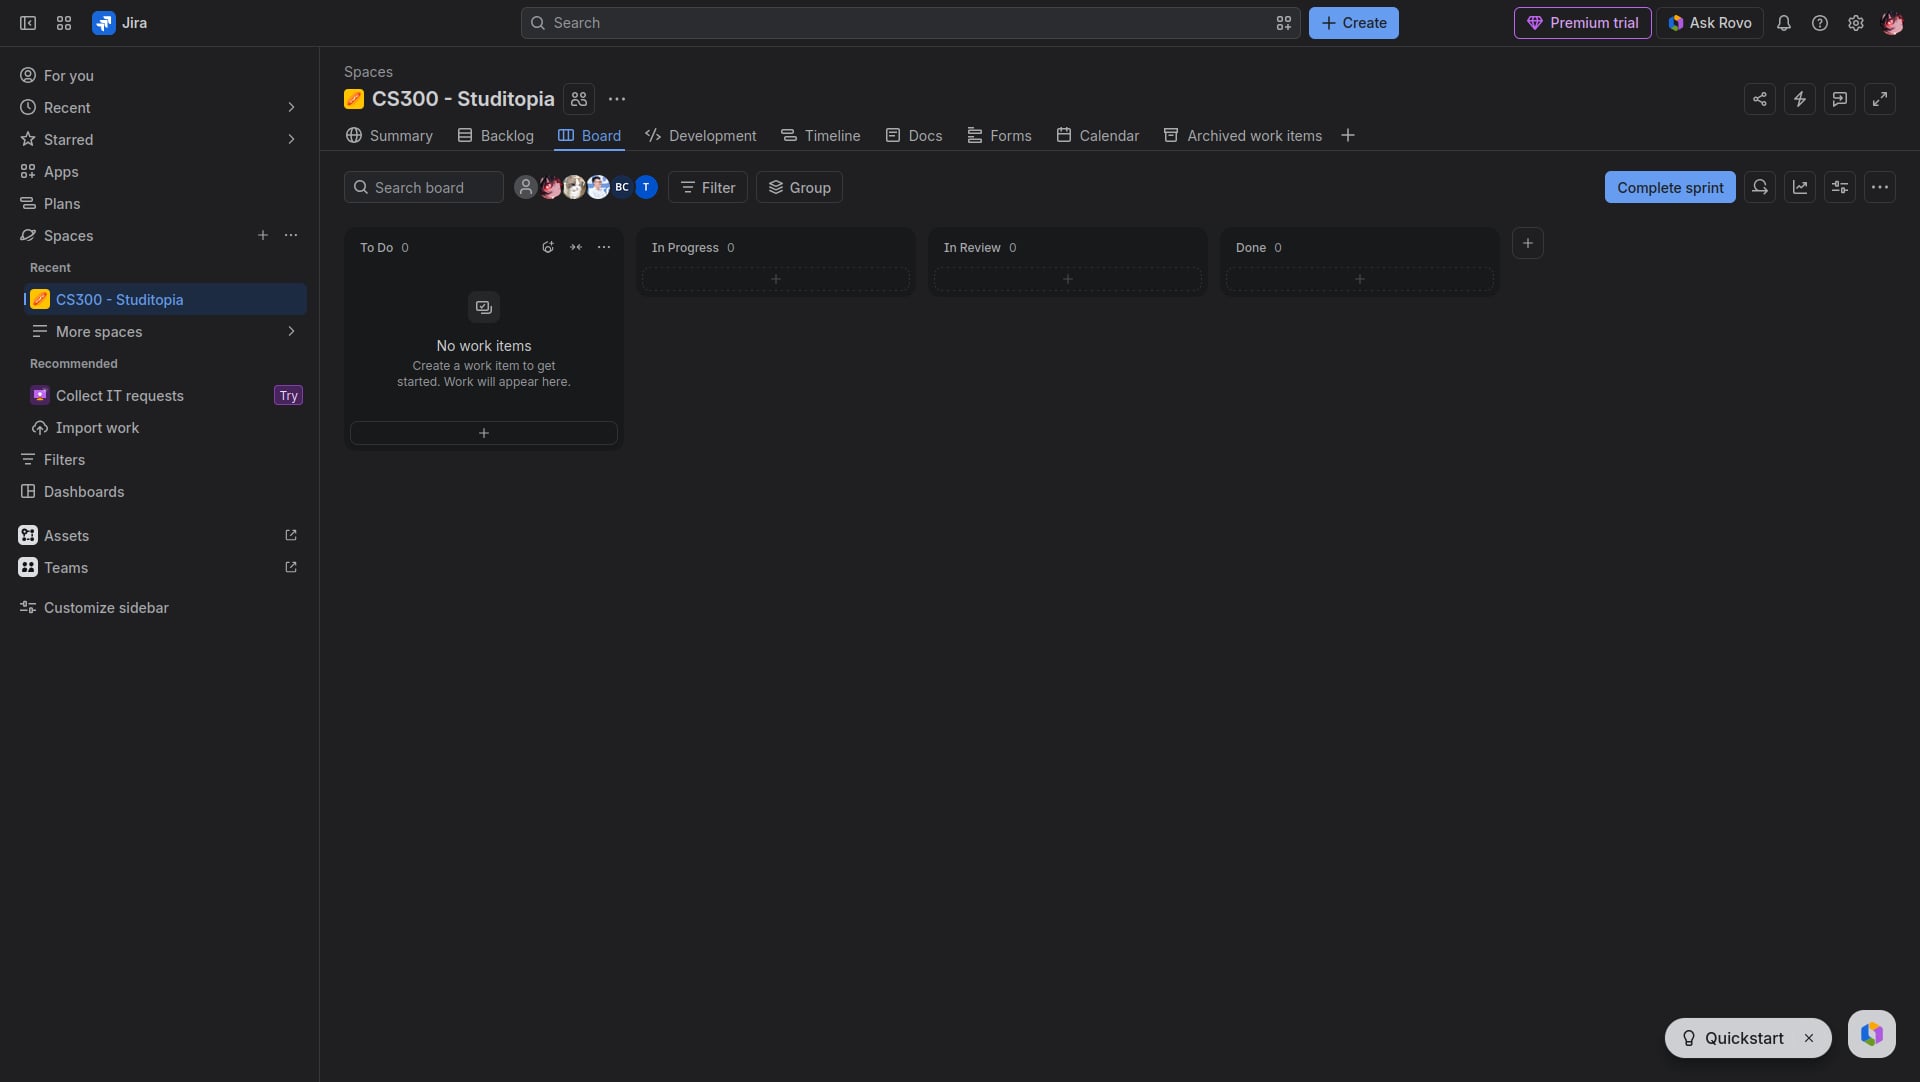 Jira
Search
Create
Premium trial
Ask Rovo
For you
Recent
Starred
Apps
Plans
Spaces
Recent
CS300 - Studitopia
More spaces
Recommended
Collect IT requests
Try
Import work
Filters
Dashboards
Assets
Teams
Customize sidebar
Spaces
CS300 - Studitopia
Summary
Backlog
Board
Development
Timeline
Docs
Forms
Calendar
Archived work items
Search board
BC
T
Filter
Group
Complete sprint
To Do 0
In Progress 0
In Review 0
Done 0
No work items
Create a work item to get
started. Work will appear here.
Quickstart